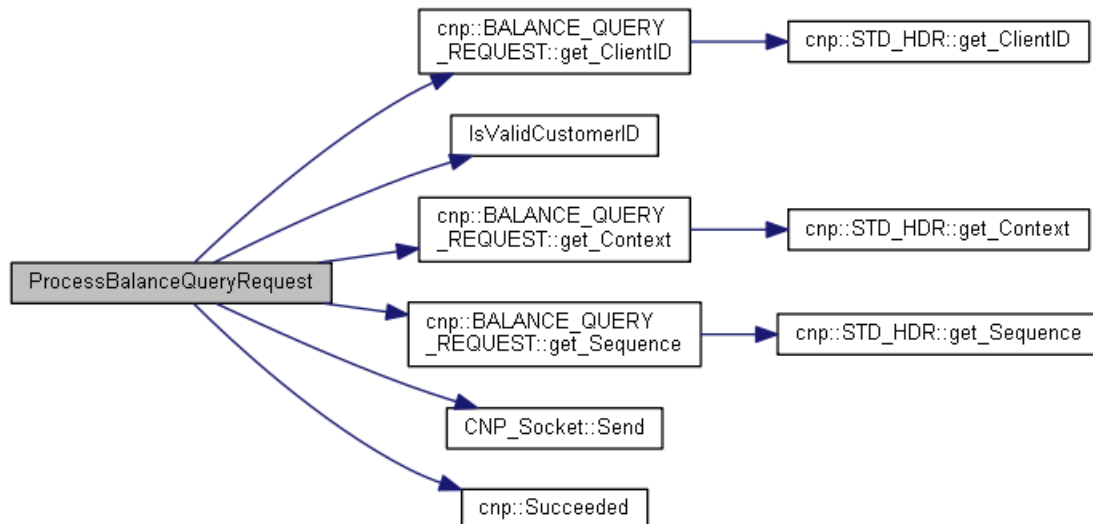 cnp::BALANCE_QUERY
_REQUEST::get_ClientID
cnp::STD_HDR::get_ClientID
IsValidCustomerID
cnp::BALANCE_QUERY
_REQUEST::get_Context
cnp::STD_HDR::get_Context
ProcessBalanceQueryRequest
cnp::BALANCE_QUERY
_REQUEST::get_Sequence
cnp::STD_HDR::get_Sequence
CNP_Socket::Send
cnp::Succeeded